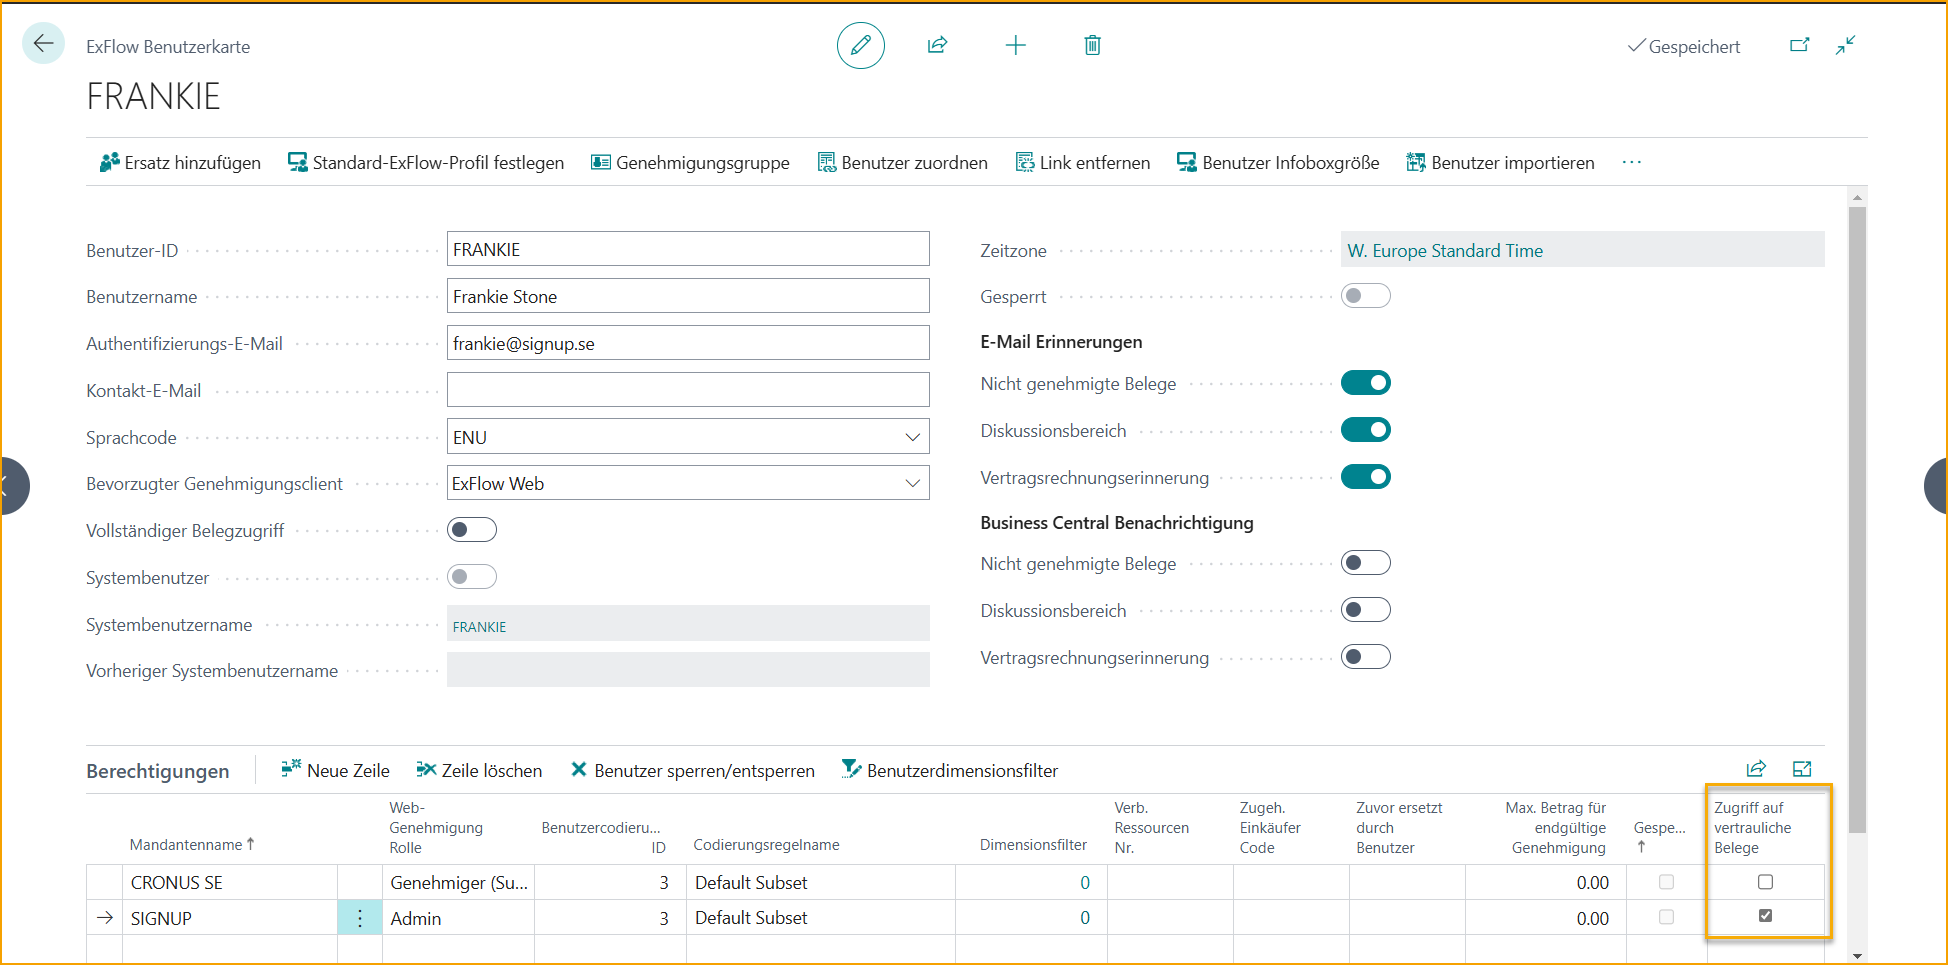 ExFlow Benutzerkarte
Gespeichert
FRANKIE
Ersatz hinzufügen Standard-ExFlow-Profil festlegen Genehmigungsgruppe Benutzer zuordnen Link entfernen Benutzer Infoboxgröße Benutzer importieren ...
Benutzer-ID FRANKIE
Benutzername Frankie Stone
Authentifizierungs-E-Mail frankie@signup.se
Kontakt-E-Mail
Sprachcode ENU
Bevorzugter Genehmigungsclient ExFlow Web
Vollständiger Belegzugriff
Systembenutzer
Systembenutzername FRANKIE
Vorheriger Systembenutzername
Zeitzone W. Europe Standard Time
Gesperrt
E-Mail Erinnerungen
Nicht genehmigte Belege
Diskussionsbereich
Vertragsrechnungserinnerung
Business Central Benachrichtigung
Nicht genehmigte Belege
Diskussionsbereich
Vertragsrechnungserinnerung
Berechtigungen Neue Zeile Zeile löschen Benutzer sperren/entsperren Benutzerdimensionsfilter
Mandantenname ↑
Web-
Genehmigung
Rolle
Benutzercodieru...
ID
Codierungsregelname
Dimensionsfilter
Verb.
Ressourcen
Nr.
Zugeh.
Einkäufer
Code
Zuvor ersetzt
durch
Benutzer
Max. Betrag für
endgültige
Genehmigung
Gespe...
↑
Zugriff auf
vertrauliche
Belege
CRONUS SE Genehmiger (Su... 3 Default Subset 0 0.00
→ SIGNUP Admin 3 Default Subset 0 0.00